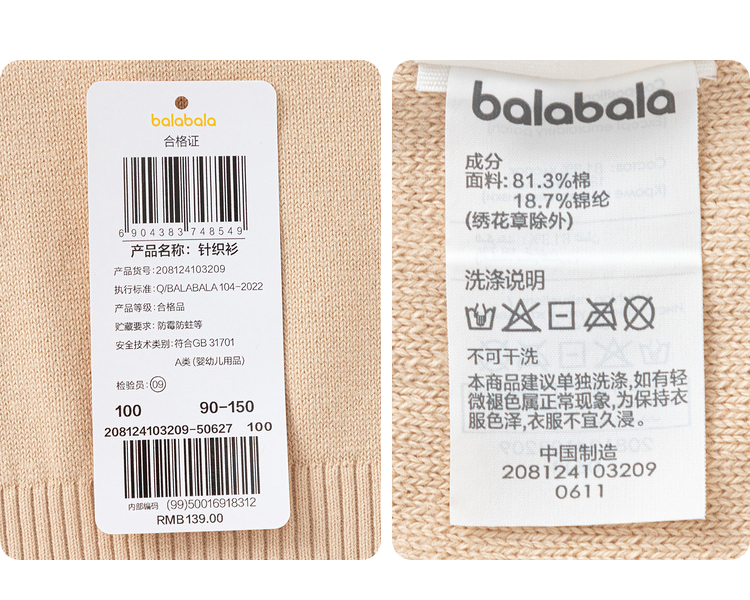 balabala
合格证
6 904383 748549
产品名称：针织衫
产品货号：208124103209
执行标准：Q/BALABALA 104-2022
产品等级：合格品
贮藏要求：防霉防蛀等
安全技术类别：符合GB 31701
A类 (婴幼儿用品)
检验员：09
100 90-150
208124103209-50627 100
内部编码 (99)50016918312
RMB139.00
balabala
成分
面料: 81.3%棉
18.7%锦纶
(绣花章除外)
洗涤说明
不可干洗
本商品建议单独洗涤,如有轻
微褪色属正常现象,为保持衣
服色泽,衣服不宜久浸。
中国制造
208124103209
0611